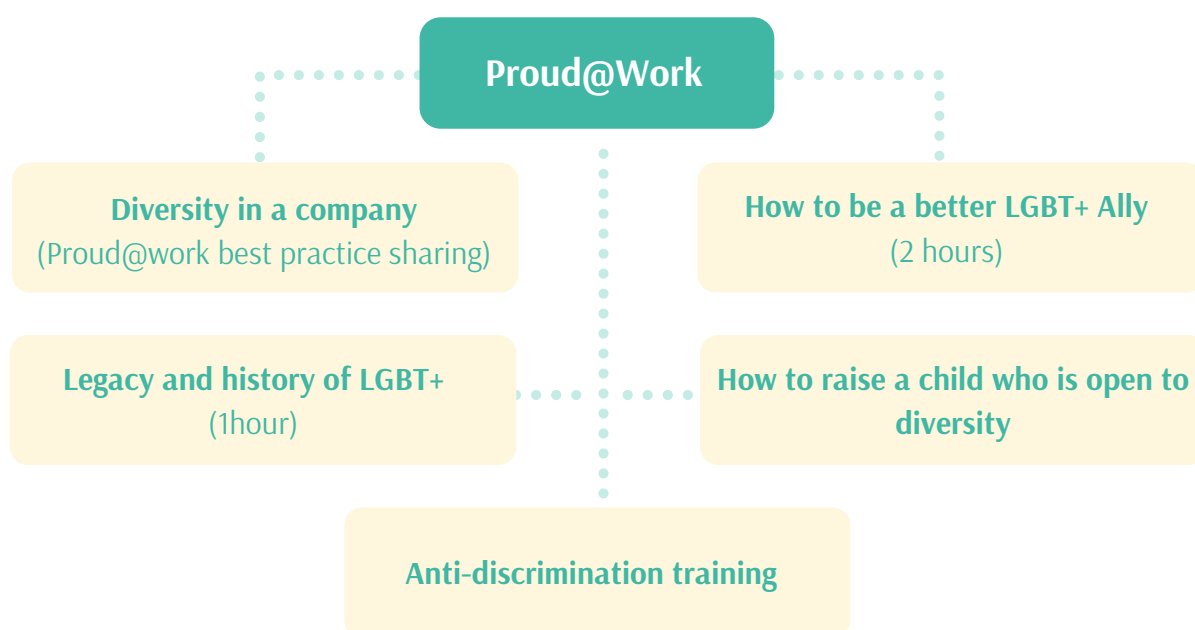 Proud@Work
Diversity in a company
(Proud@work best practice sharing)
How to be a better LGBT+ Ally
(2 hours)
Legacy and history of LGBT+
(1hour)
How to raise a child who is open to
diversity
Anti-discrimination training